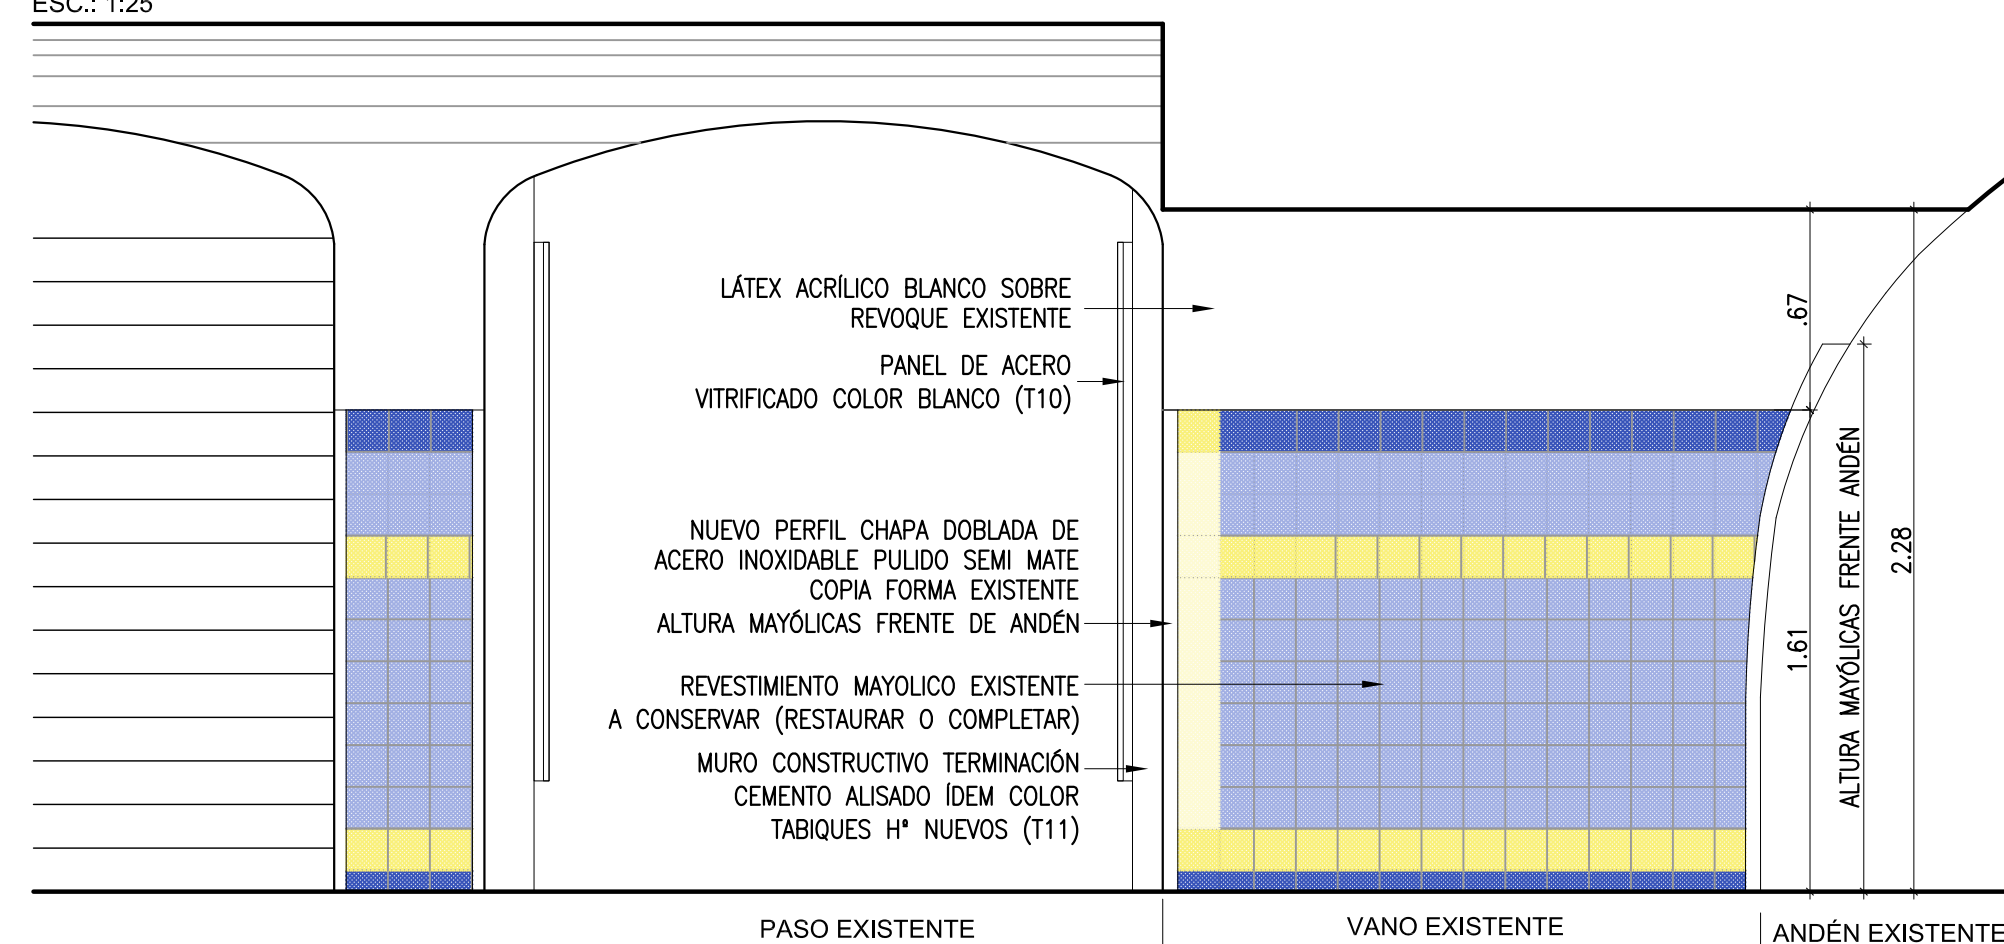 ESC.: 1:25
LÁTEX ACRÍLICO BLANCO SOBRE
REVOQUE EXISTENTE
PANEL DE ACERO
VITRIFICADO COLOR BLANCO (T10)
NUEVO PERFIL CHAPA DOBLADA DE
ACERO INOXIDABLE PULIDO SEMI MATE
COPIA FORMA EXISTENTE
ALTURA MAYÓLICAS FRENTE DE ANDÉN
REVESTIMIENTO MAYOLICO EXISTENTE
A CONSERVAR (RESTAURAR O COMPLETAR)
MURO CONSTRUCTIVO TERMINACIÓN
CEMENTO ALISADO ÍDEM COLOR
TABIQUES Hª NUEVOS (T11)
.67
1.61
ALTURA MAYÓLICAS FRENTE ANDÉN
2.28
PASO EXISTENTE
VANO EXISTENTE
ANDÉN EXISTENTE